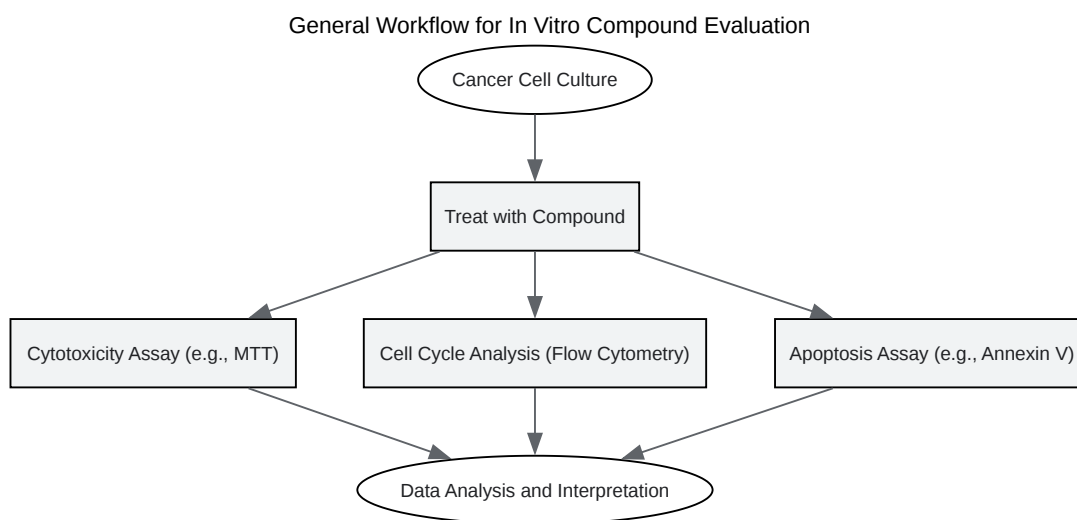 General Workflow for In Vitro Compound Evaluation
Cancer Cell Culture
Treat with Compound
Cytotoxicity Assay (e.g., MTT)
Cell Cycle Analysis (Flow Cytometry)
Apoptosis Assay (e.g., Annexin V)
Data Analysis and Interpretation